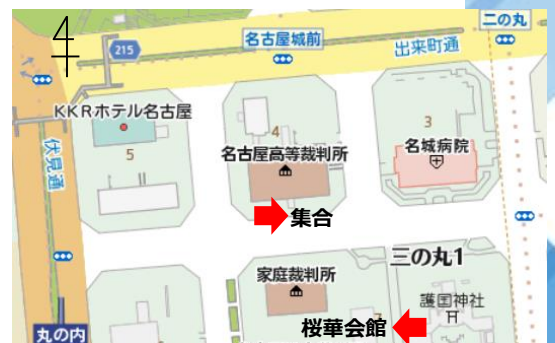 二の丸
215
名古屋城前
出来町通
KKRホテル名古屋
4
3
伏見通
5
名古屋高等裁判所
名城病院
集合
三の丸1
家庭裁判所
護国神社
桜華会館
丸の内